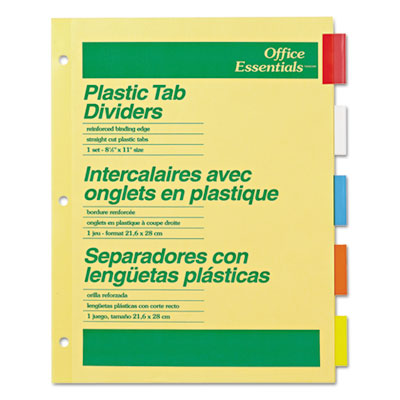 Office
Essentials
Plastic Tab
Dividers
reinforced binding edge
straight cut plastic tabs
1 set - 8½" x 11" size
Intercalaires avec
onglets en plastique
bordure renforcée
onglets en plastique à coupe droite
1 jeu - format 21,6 x 28 cm
Separadores con
lengüetas plásticas
orilla reforzada
lengüetas plásticas con corte recto
1 juego, tamaño 21,6 x 28 cm